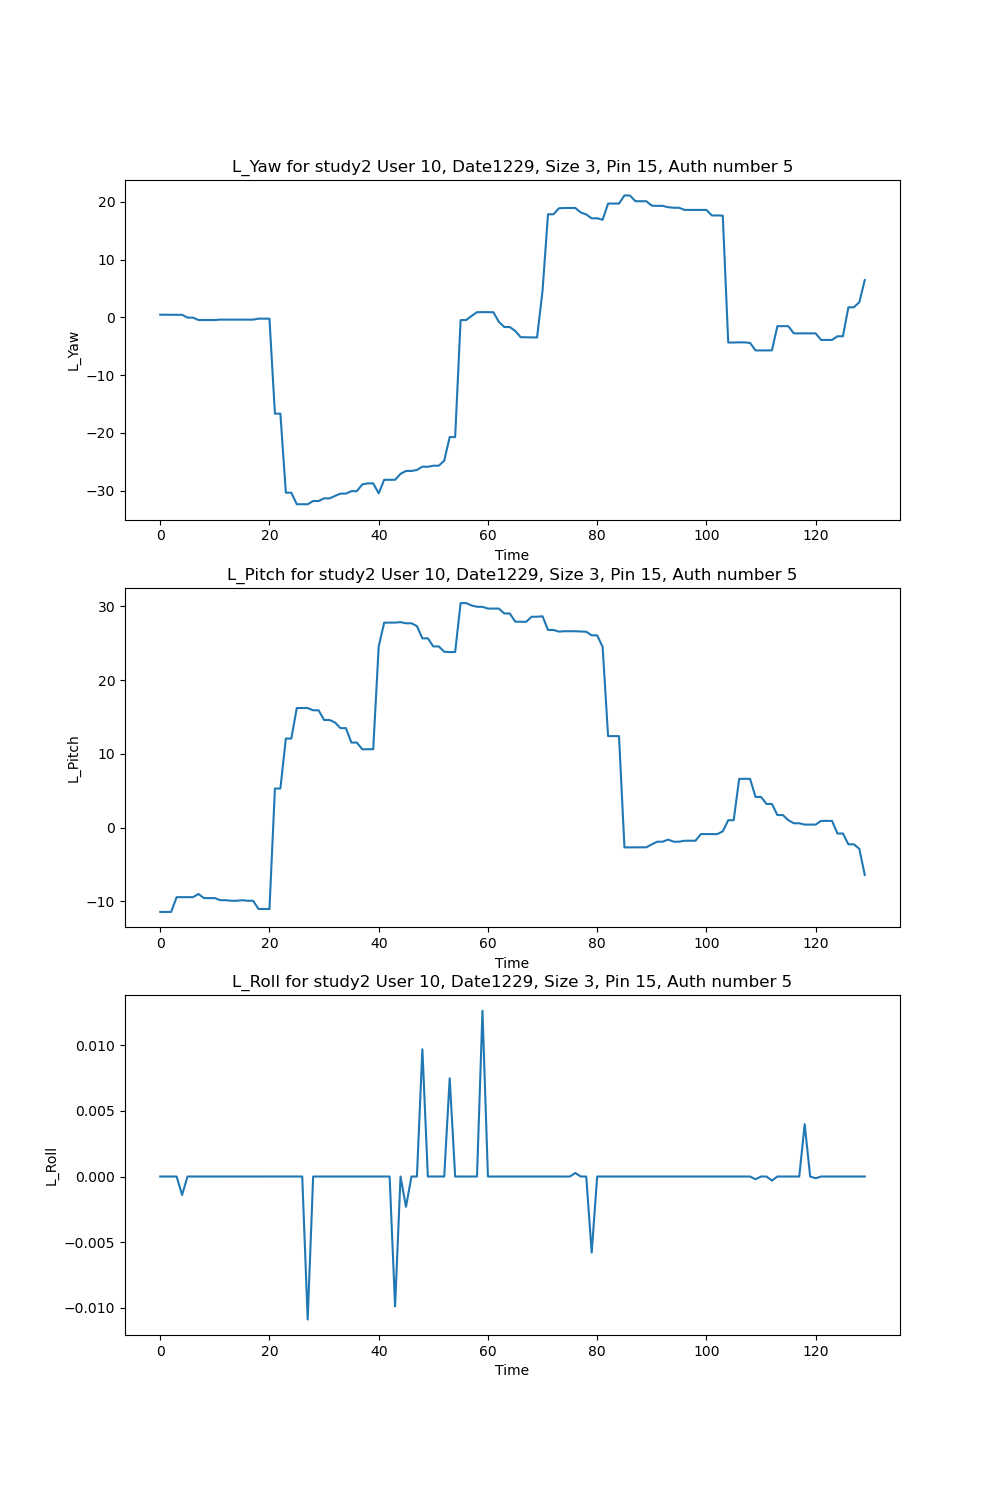 L_Yaw for study2 User 10, Date1229, Size 3, Pin 15, Auth number 5
20
10
0
−10
−20
−30
L_Yaw
0 20 40 60 80 100 120
Time
L_Pitch for study2 User 10, Date1229, Size 3, Pin 15, Auth number 5
30
20
10
0
−10
L_Pitch
0 20 40 60 80 100 120
Time
L_Roll for study2 User 10, Date1229, Size 3, Pin 15, Auth number 5
0.010
0.005
0.000
−0.005
−0.010
L_Roll
0 20 40 60 80 100 120
Time